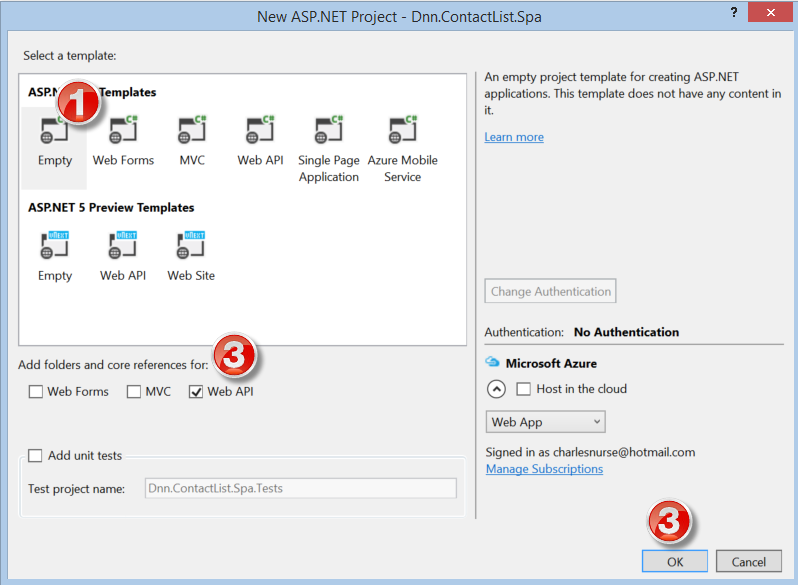 New ASP.NET Project - Dnn.ContactList.Spa
?
Select a template:
ASP.N
1
Templates
C#
C#
C#
C#
C#
C#
Empty
Web Forms
MVC
Web API
Single Page
Application
Azure Mobile
Service
ASP.NET 5 Preview Templates
Empty
Web API
Web Site
Add folders and core references for:
3
Web Forms
MVC
Web API
Add unit tests
Test project name:
Dnn.ContactList.Spa.Tests
An empty project template for creating ASP.NET
applications. This template does not have any content in
it.
Learn more
Change Authentication
Authentication: No Authentication
Microsoft Azure
Host in the cloud
Web App
Signed in as charlesnurse@hotmail.com
Manage Subscriptions
3
OK
Cancel